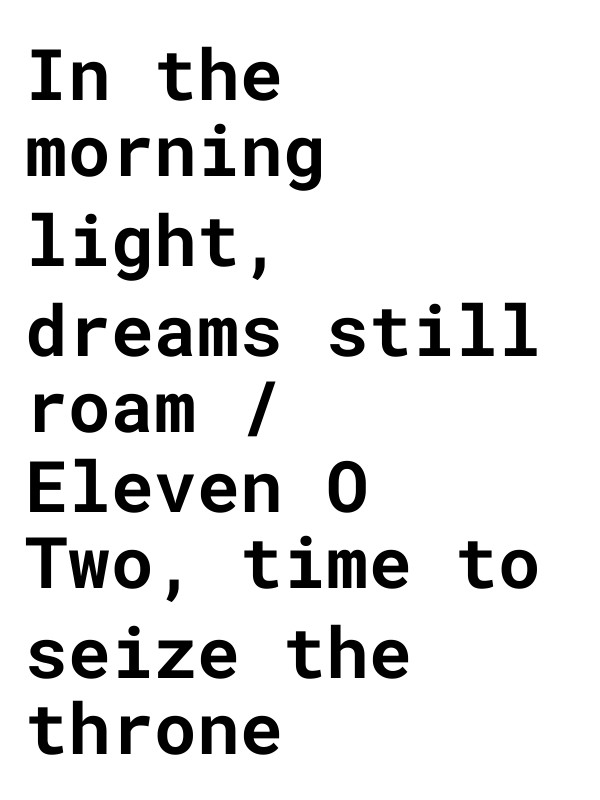 In the
morning
light,
dreams still
roam /
Eleven O
Two, time to
seize the
throne